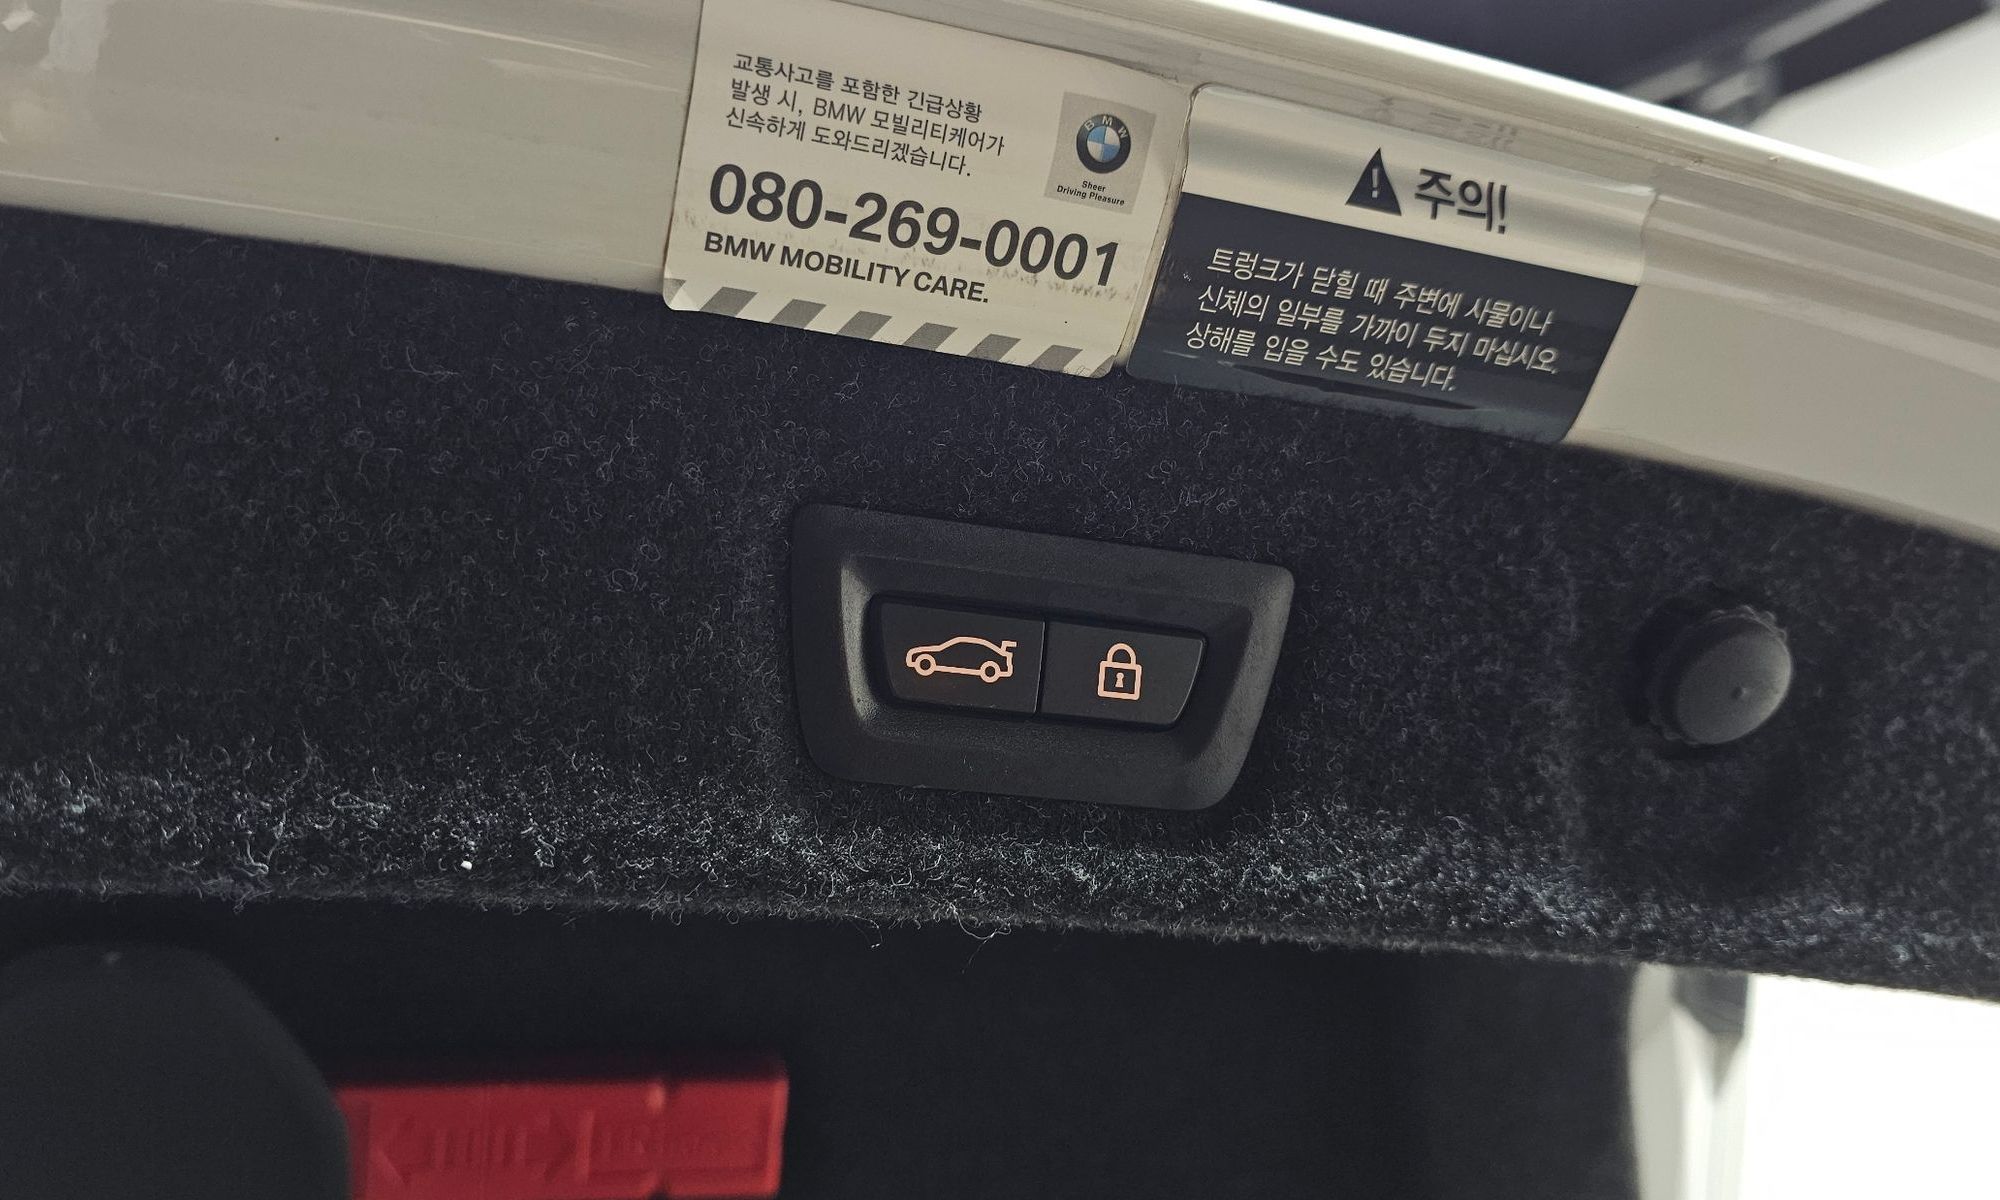 교통사고를 포함한 긴급상황
발생 시, BMW 모빌리티케어가
신속하게 도와드리겠습니다.
080-269-0001
BMW MOBILITY CARE.
BMW
Sheer
Driving Pleasure
주의!
트렁크가 닫힐 때 주변에 사물이나
신체의 일부를 가까이 두지 마십시오.
상해를 입을 수도 있습니다.